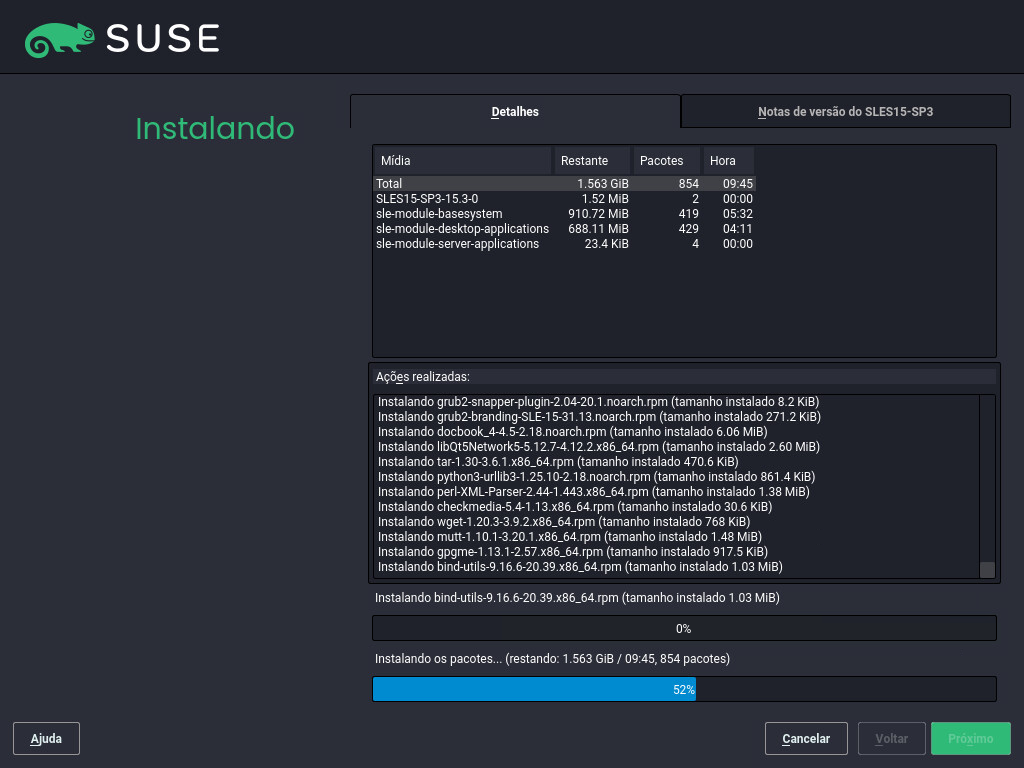 SUSE
Instalando
Detalhes
Notas de versão do SLES15-SP3
Mídia Restante Pacotes Hora
Total 1.563 GiB 854 09:45
SLES15-SP3-15.3-0 1.52 MiB 2 00:00
sle-module-basesystem 910.72 MiB 419 05:32
sle-module-desktop-applications 688.11 MiB 429 04:11
sle-module-server-applications 23.4 KiB 4 00:00
Ações realizadas:
Instalando grub2-snapper-plugin-2.04-20.1.noarch.rpm (tamanho instalado 8.2 KiB)
Instalando grub2-branding-SLE-15-31.13.noarch.rpm (tamanho instalado 271.2 KiB)
Instalando docbook_4-4.5-2.18.noarch.rpm (tamanho instalado 6.06 MiB)
Instalando libQt5Network5-5.12.7-4.12.2.x86_64.rpm (tamanho instalado 2.60 MiB)
Instalando tar-1.30-3.6.1.x86_64.rpm (tamanho instalado 470.6 KiB)
Instalando python3-urllib3-1.25.10-2.18.noarch.rpm (tamanho instalado 861.4 KiB)
Instalando perl-XML-Parser-2.44-1.443.x86_64.rpm (tamanho instalado 1.38 MiB)
Instalando checkmedia-5.4-1.13.x86_64.rpm (tamanho instalado 30.6 KiB)
Instalando wget-1.20.3-3.9.2.x86_64.rpm (tamanho instalado 768 KiB)
Instalando mutt-1.10.1-3.20.1.x86_64.rpm (tamanho instalado 1.48 MiB)
Instalando gpgme-1.13.1-2.57.x86_64.rpm (tamanho instalado 917.5 KiB)
Instalando bind-utils-9.16.6-20.39.x86_64.rpm (tamanho instalado 1.03 MiB)
Instalando bind-utils-9.16.6-20.39.x86_64.rpm (tamanho instalado 1.03 MiB)
0%
Instalando os pacotes... (restando: 1.563 GiB / 09:45, 854 pacotes)
52%
Ajuda
Cancelar
Voltar
Próximo